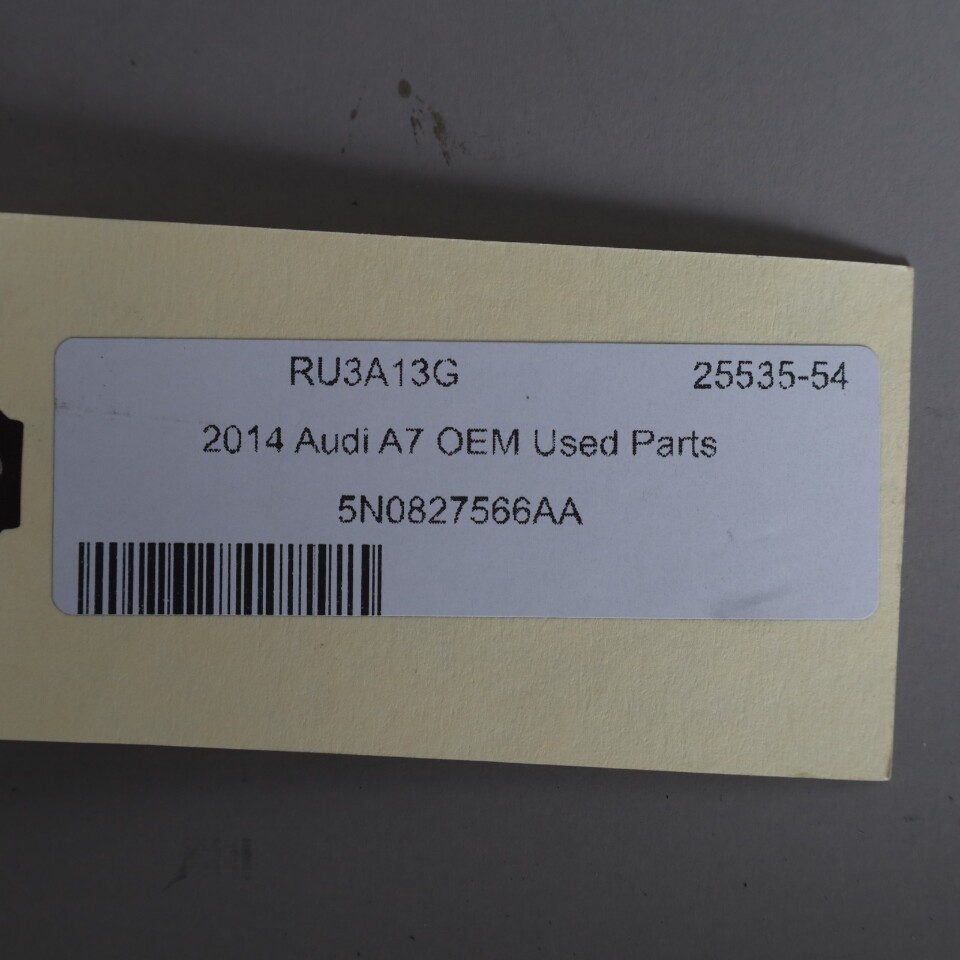 RU3A13G 25535-54
2014 Audi A7 OEM Used Parts
5N0827566AA